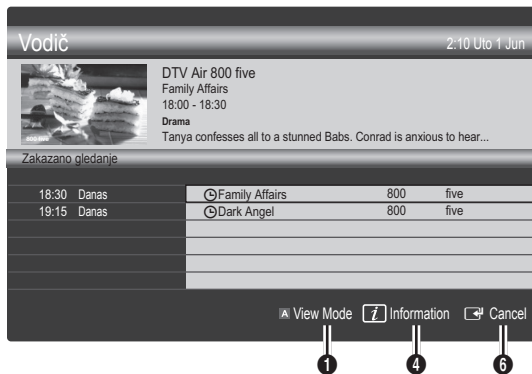 Vodič 2:10 Uto 1 Jun
DTV Air 800 five
Family Affairs
18:00 - 18:30
Drama
Tanya confesses all to a stunned Babs. Conrad is anxious to hear...
Zakazano gledanje
18:30 Danas Family Affairs 800 five
19:15 Danas Dark Angel 800 five
A View Mode i Information Cancel
1 4 6